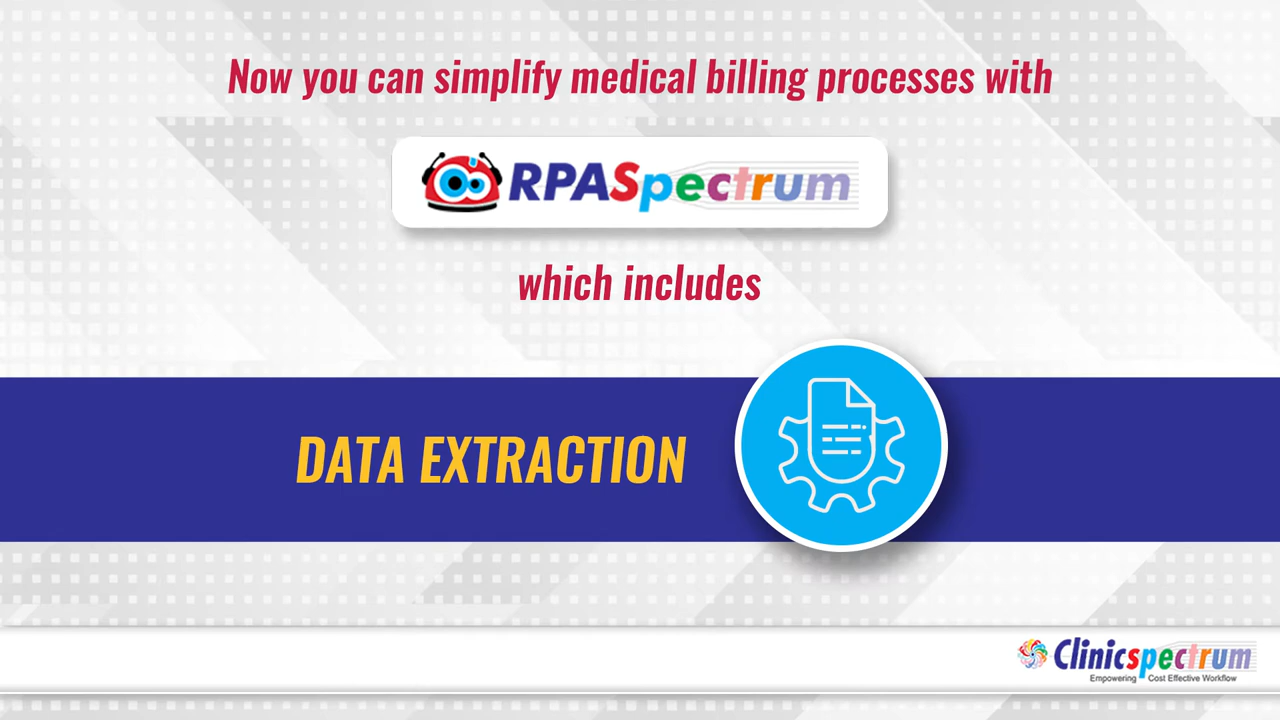 Now you can simplify medical billing processes with
RPASpectrum
which includes
DATA EXTRACTION
Clinicspectrum
Empowering Cost Effective Workflow